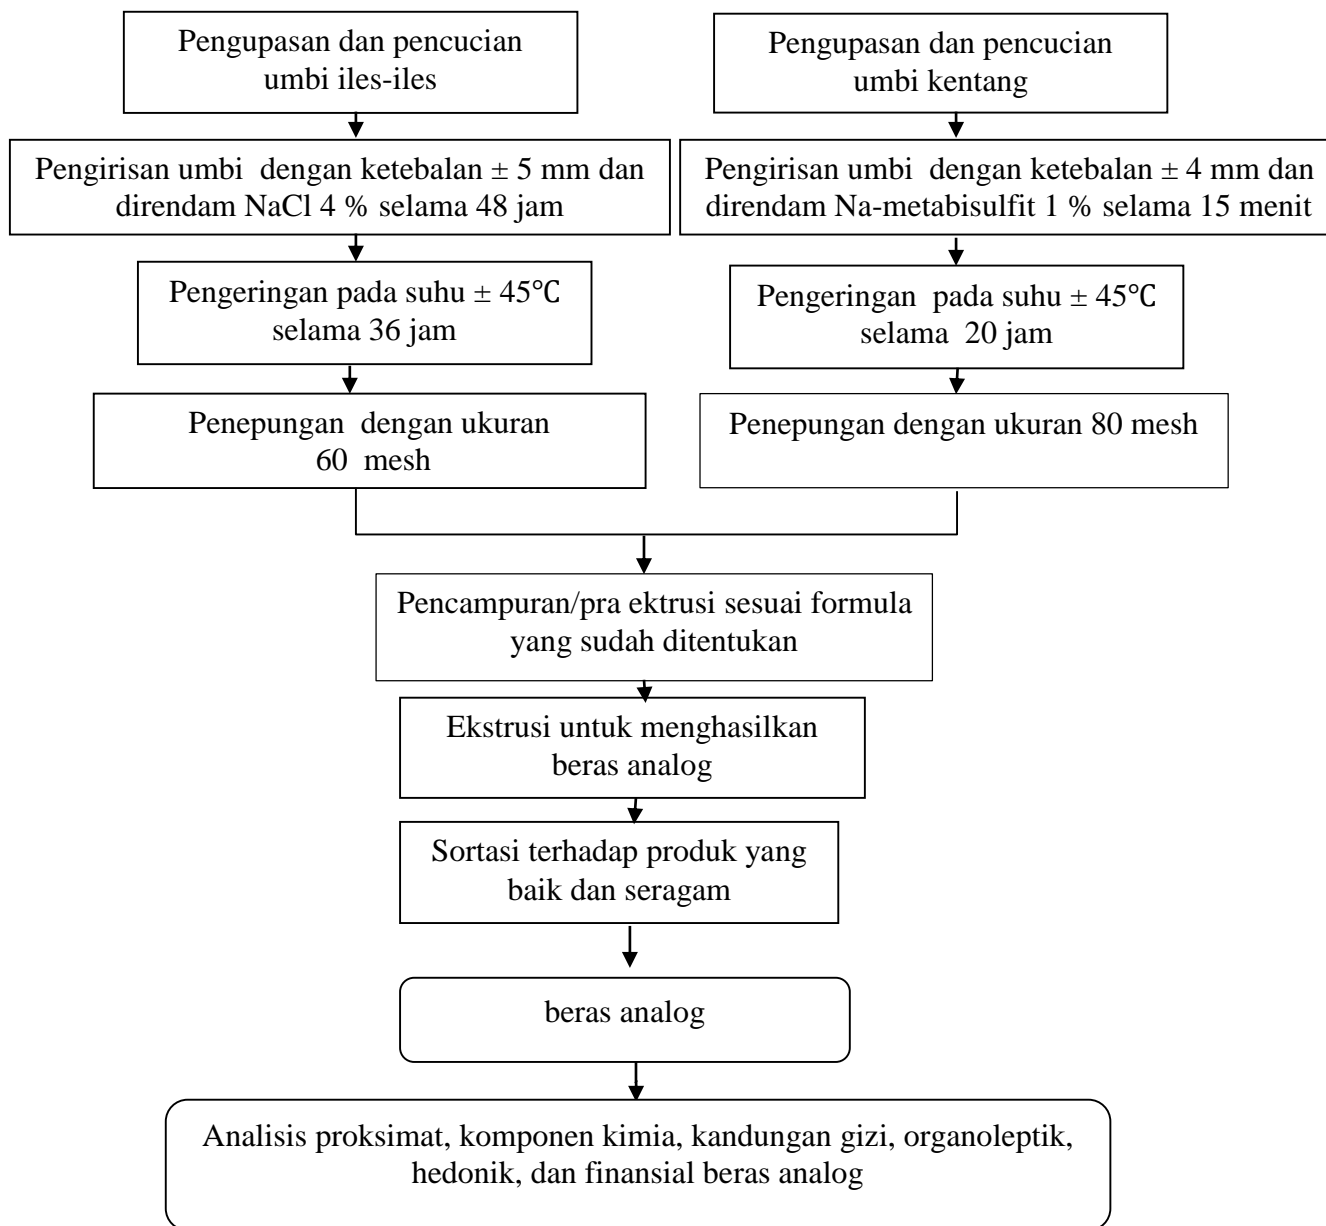 Pengupasan dan pencucian
umbi iles-iles
Pengupasan dan pencucian
umbi kentang
Pengirisan umbi dengan ketebalan ± 5 mm dan
direndam NaCl 4 % selama 48 jam
Pengirisan umbi dengan ketebalan ± 4 mm dan
direndam Na-metabisulfit 1 % selama 15 menit
Pengeringan pada suhu ± 45℃
selama 36 jam
Pengeringan pada suhu ± 45℃
selama 20 jam
Penepungan dengan ukuran
60 mesh
Penepungan dengan ukuran 80 mesh
Pencampuran/pra ektrusi sesuai formula
yang sudah ditentukan
Ekstrusi untuk menghasilkan
beras analog
Sortasi terhadap produk yang
baik dan seragam
beras analog
Analisis proksimat, komponen kimia, kandungan gizi, organoleptik,
hedonik, dan finansial beras analog